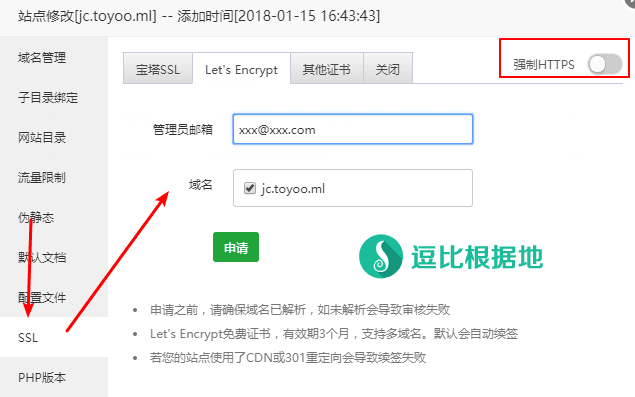 站点修改[jc.toyoo.ml] -- 添加时间[2018-01-15 16:43:43]
域名管理
子目录绑定
网站目录
流量限制
伪静态
默认文档
配置文件
SSL
PHP版本
宝塔SSL
Let's Encrypt
其他证书
关闭
强制HTTPS
管理员邮箱
xxx@xxx.com
域名
jc.toyoo.ml
申请
逗比根据地
申请之前，请确保域名已解析，如未解析会导致审核失败
Let's Encrypt免费证书，有效期3个月，支持多域名。默认会自动续签
若您的站点使用了CDN或301重定向会导致续签失败